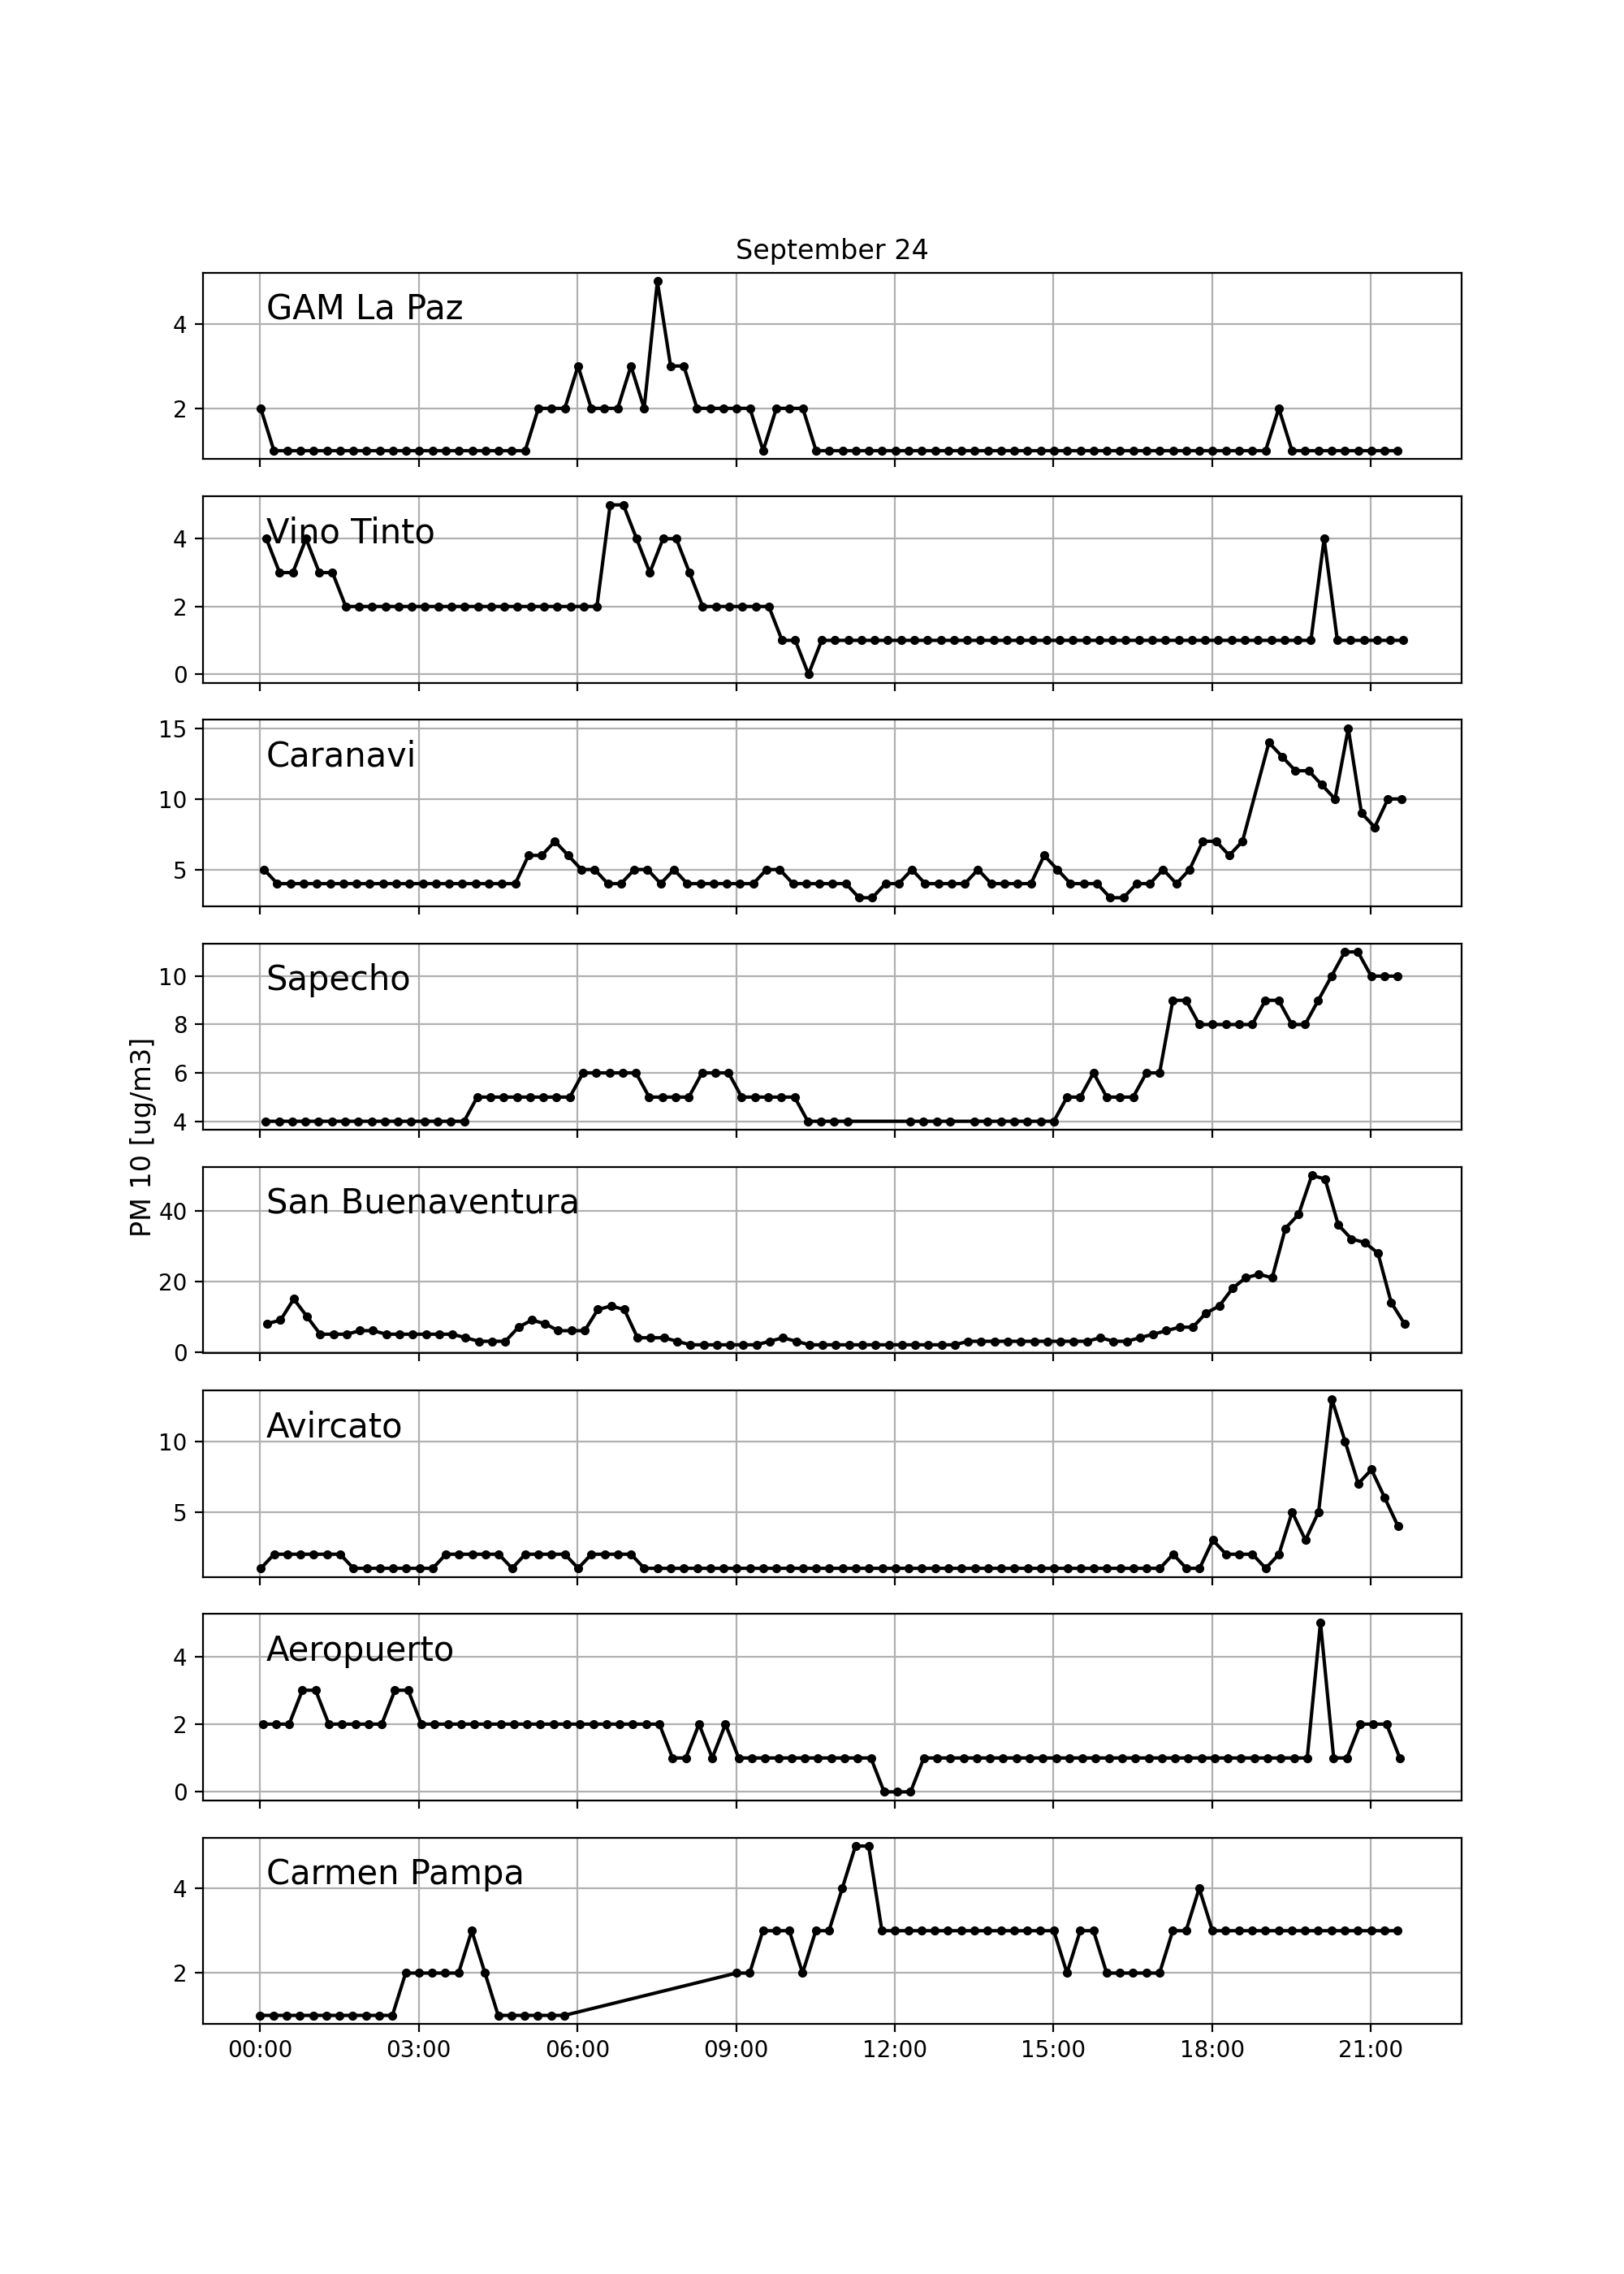 September 24
GAM La Paz
4
2
Vino Tinto
4
2
0
Caranavi
15
10
5
Sapecho
10
8
6
4
PM 10 [ug/m3]
San Buenaventura
40
20
0
Avircato
10
5
Aeropuerto
4
2
0
Carmen Pampa
4
2
00:00 03:00 06:00 09:00 12:00 15:00 18:00 21:00